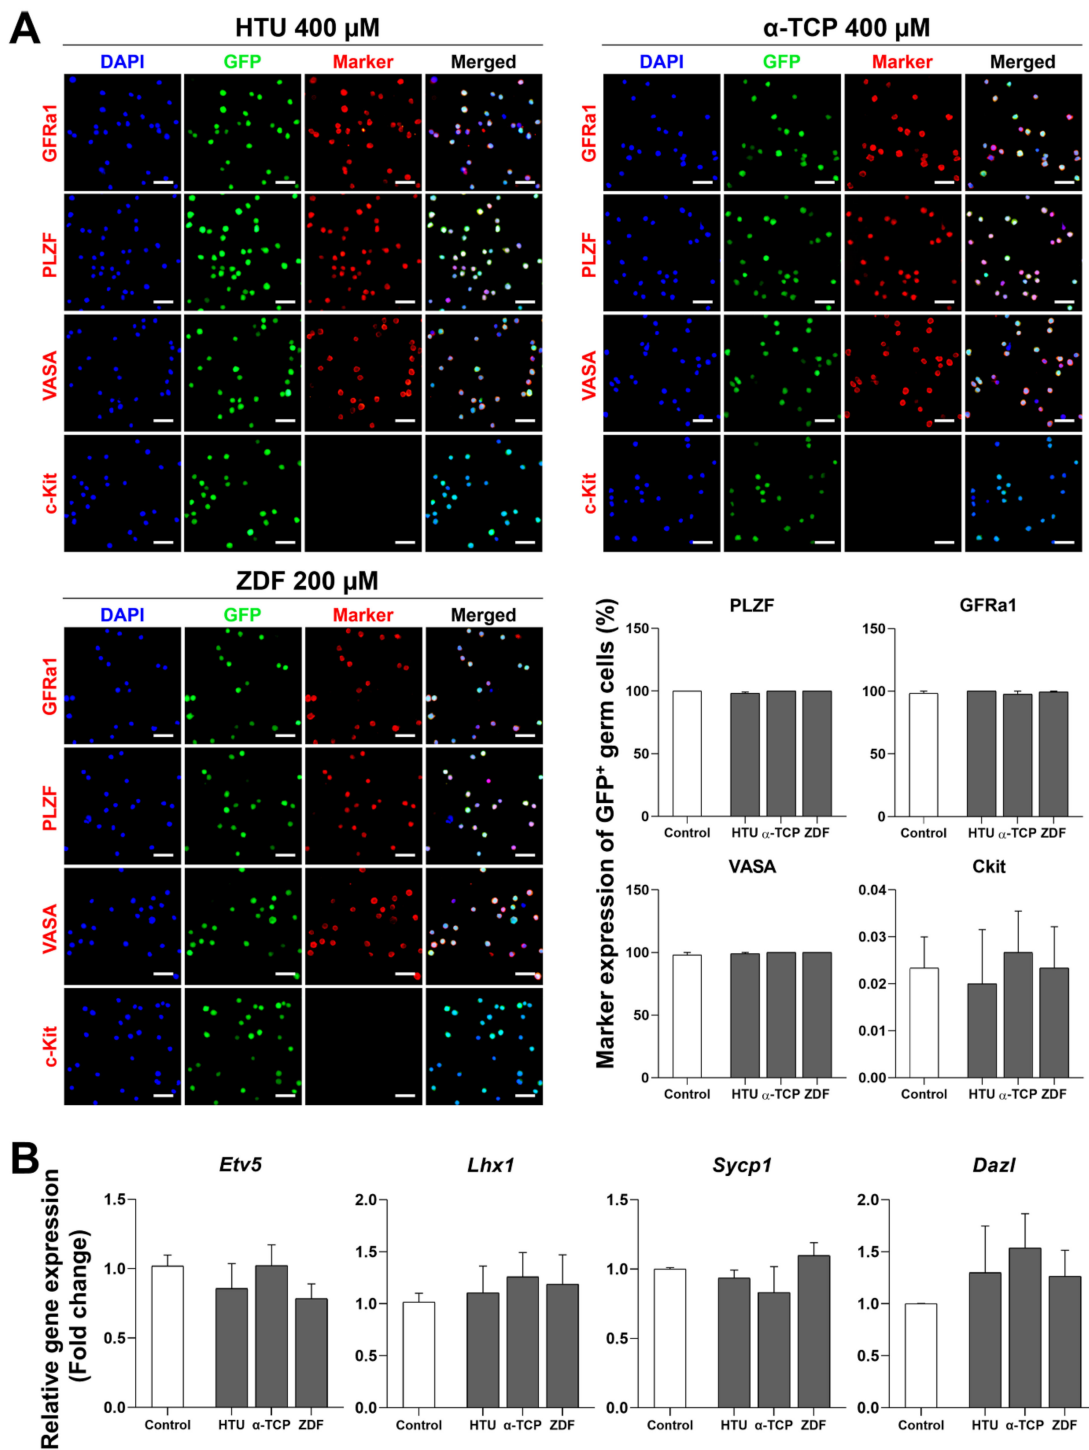 A
HTU 400 μM
DAPI GFP Marker Merged
GFRa1
PLZF
VASA
c-Kit
α-TCP 400 μM
DAPI GFP Marker Merged
GFRa1
PLZF
VASA
c-Kit
ZDF 200 μM
DAPI GFP Marker Merged
GFRa1
PLZF
VASA
c-Kit
Marker expression of GFP⁺ germ cells (%)
PLZF
150
100
50
0
Control HTU α-TCP ZDF
GFRa1
150
100
50
0
Control HTU α-TCP ZDF
VASA
150
100
50
0
Control HTU α-TCP ZDF
Ckit
0.04
0.03
0.02
0.01
0.00
Control HTU α-TCP ZDF
B
Relative gene expression
(Fold change)
Etv5
1.5
1.0
0.5
0.0
Control HTU α-TCP ZDF
Lhx1
2.0
1.5
1.0
0.5
0.0
Control HTU α-TCP ZDF
Sycp1
1.5
1.0
0.5
0.0
Control HTU α-TCP ZDF
Dazl
2.0
1.5
1.0
0.5
0.0
Control HTU α-TCP ZDF